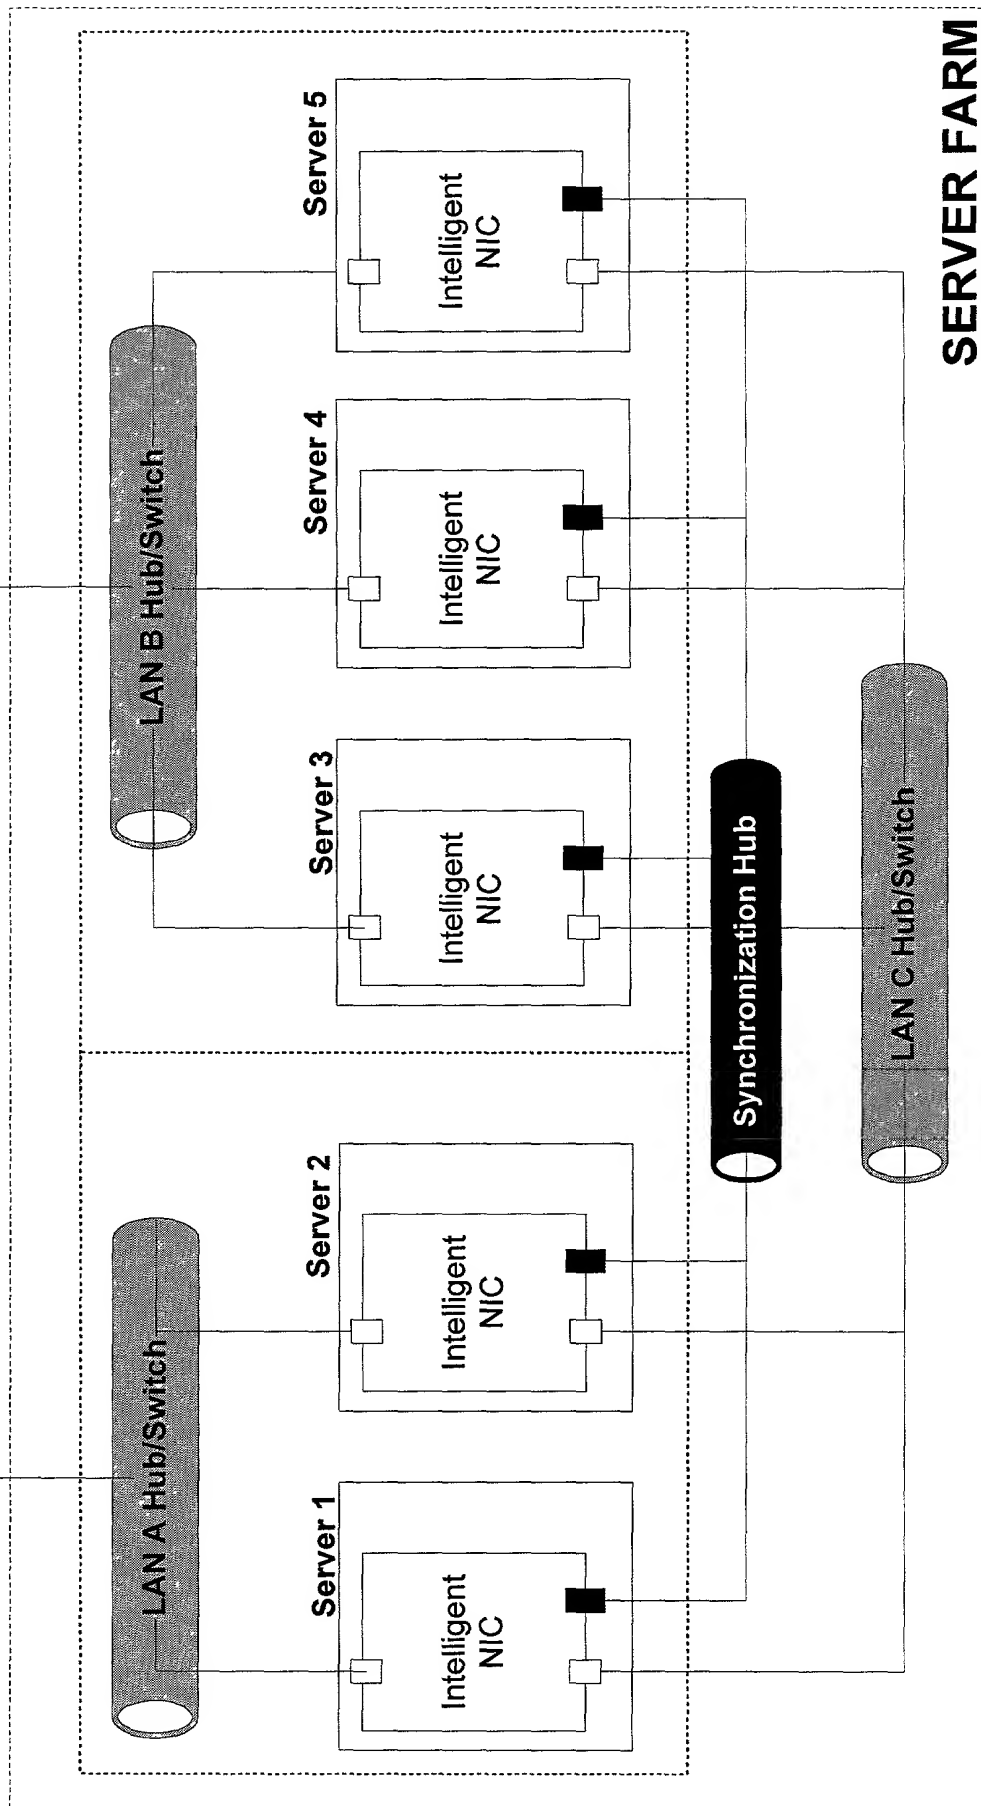 LAN A Hub/Switch
LAN B Hub/Switch
Server 1
Server 2
Server 3
Server 4
Server 5
Intelligent
NIC
Intelligent
NIC
Intelligent
NIC
Intelligent
NIC
Intelligent
NIC
Synchronization Hub
LAN C Hub/Switch
SERVER FARM